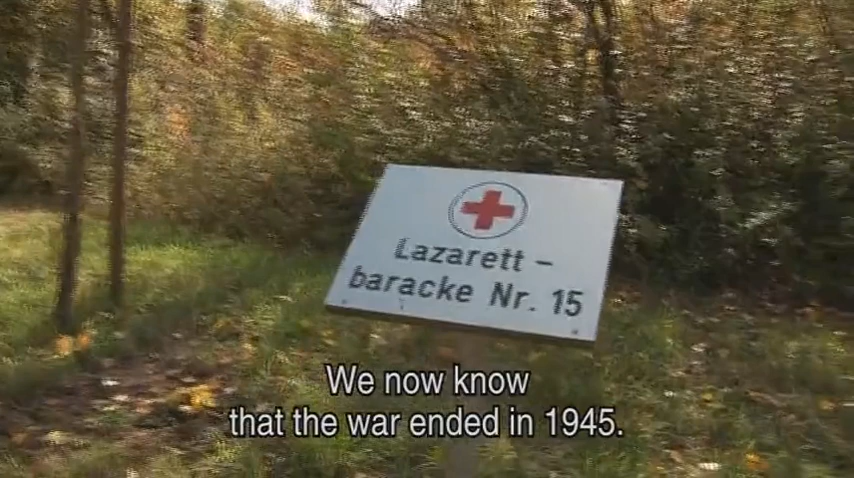 Lazarett –
baracke Nr. 15
We now know
that the war ended in 1945.